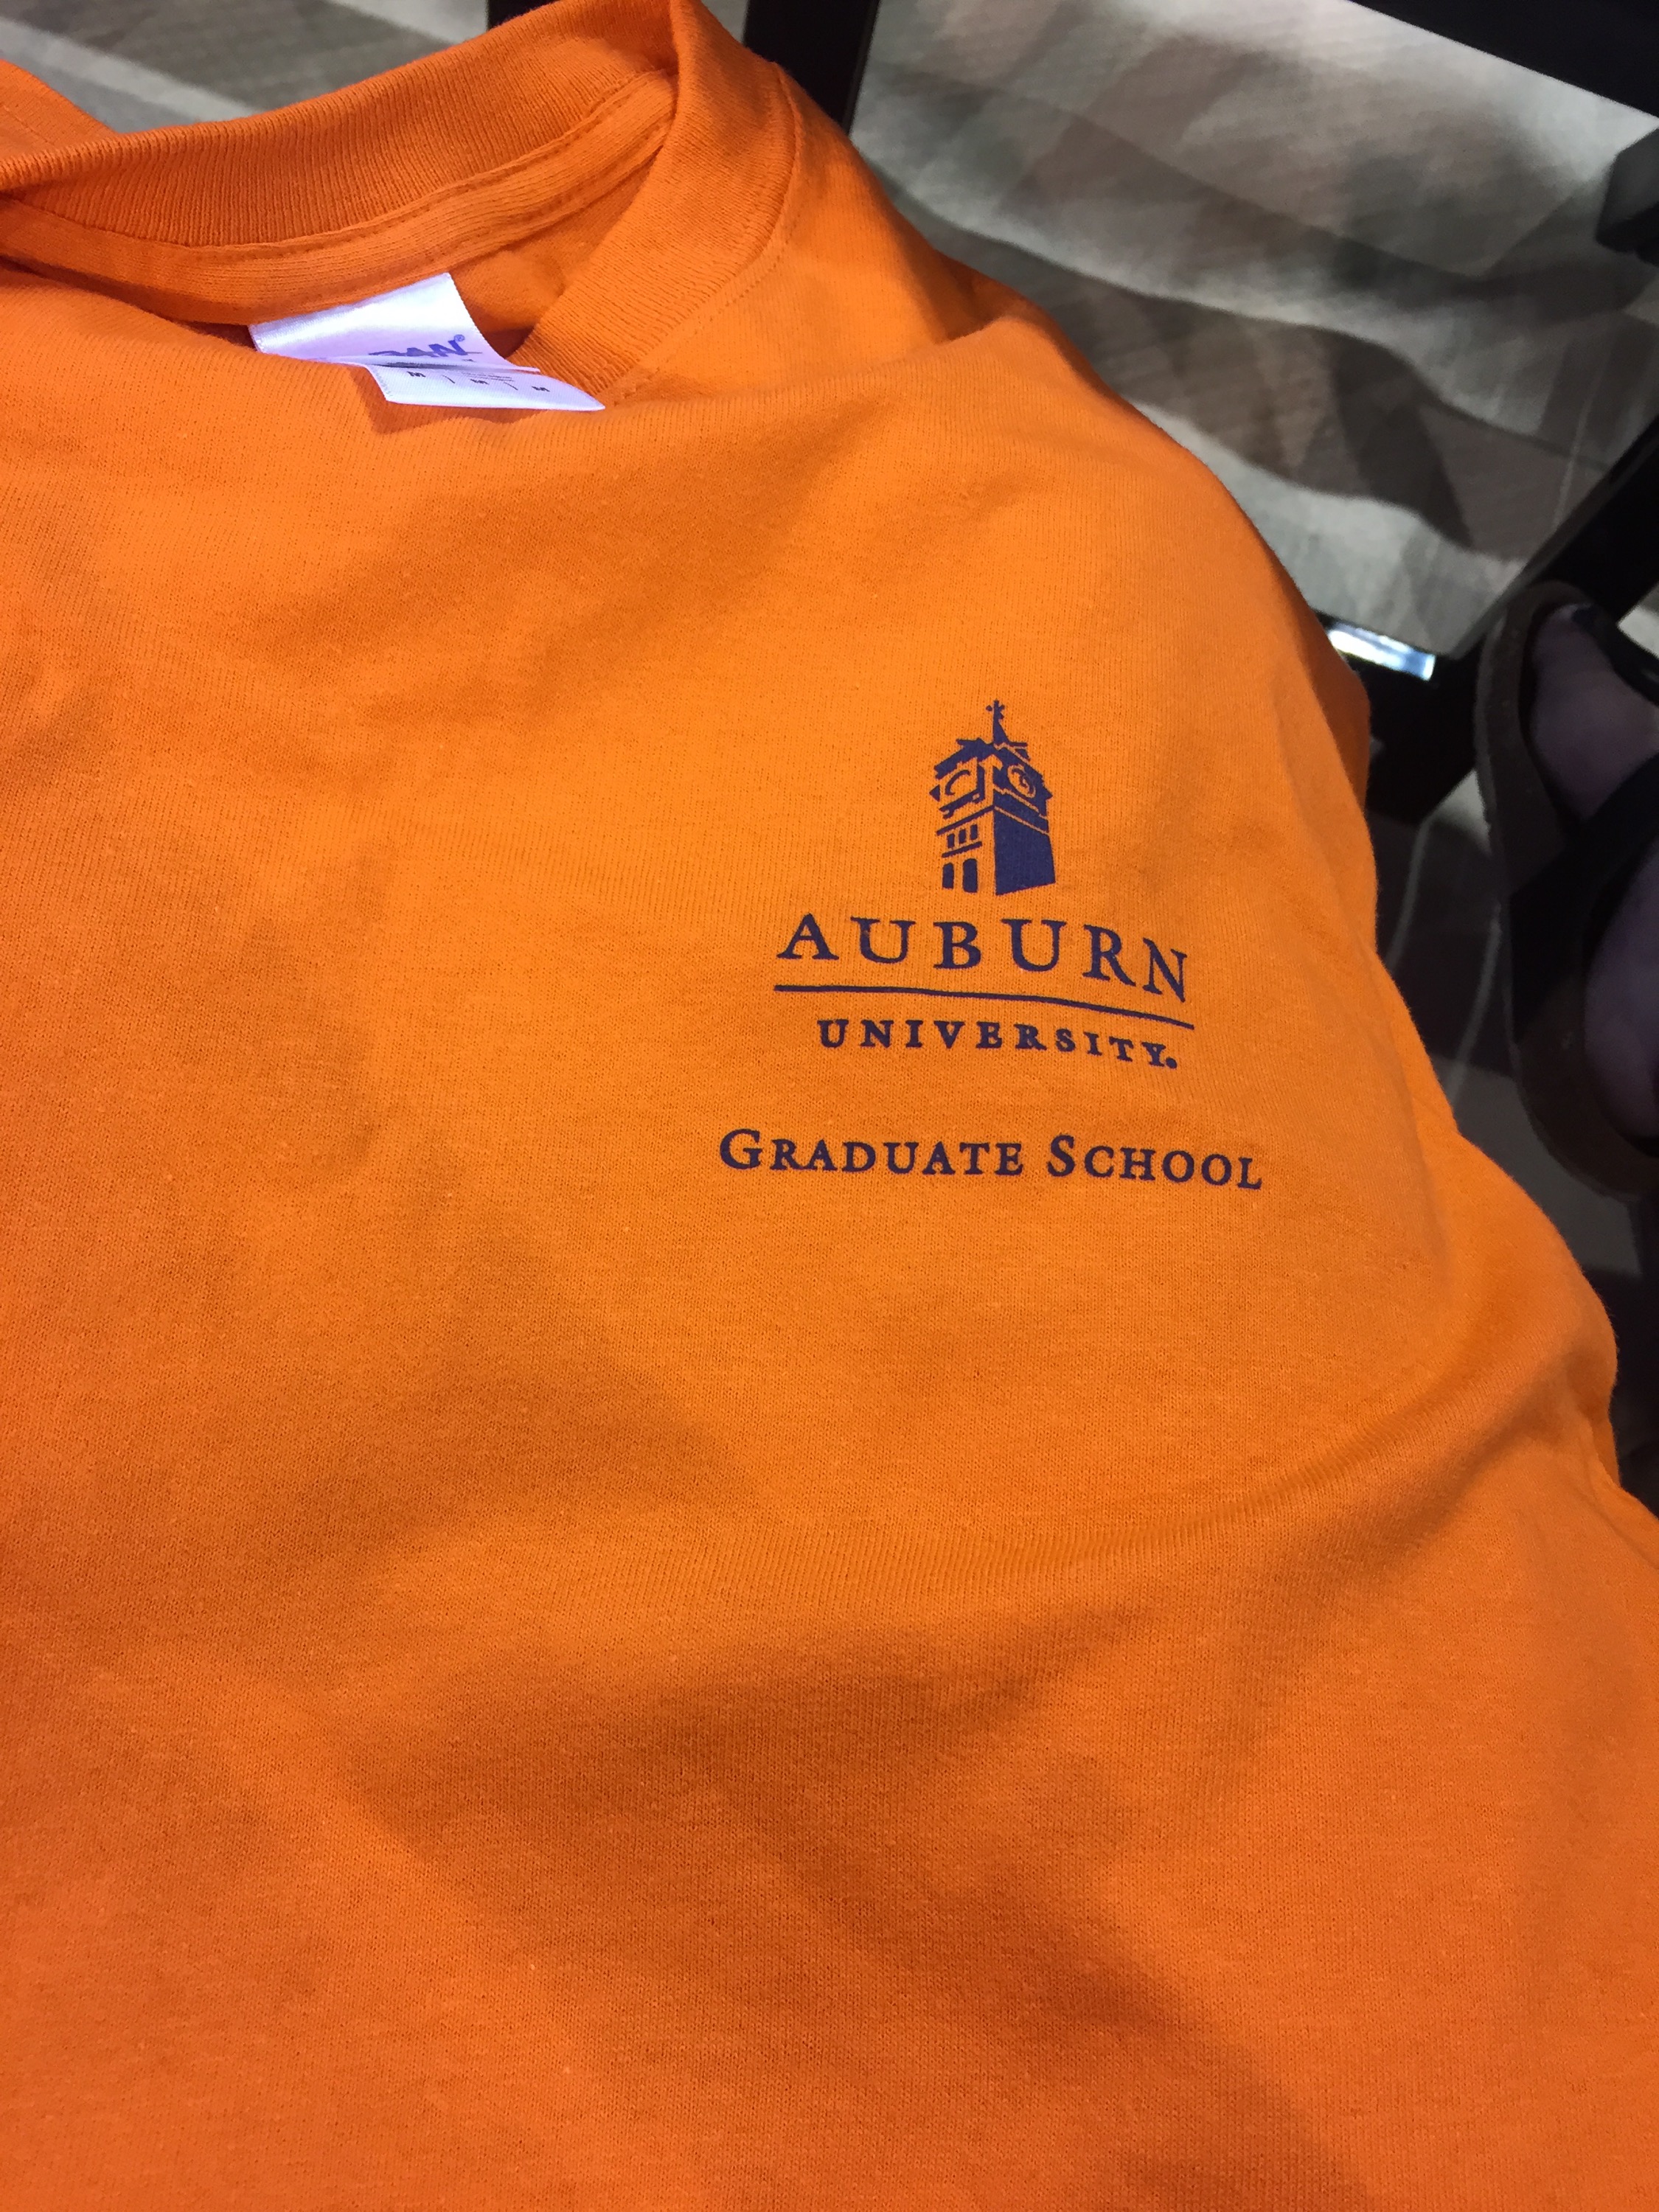 M M M
AUBURN
UNIVERSITY.
GRADUATE SCHOOL